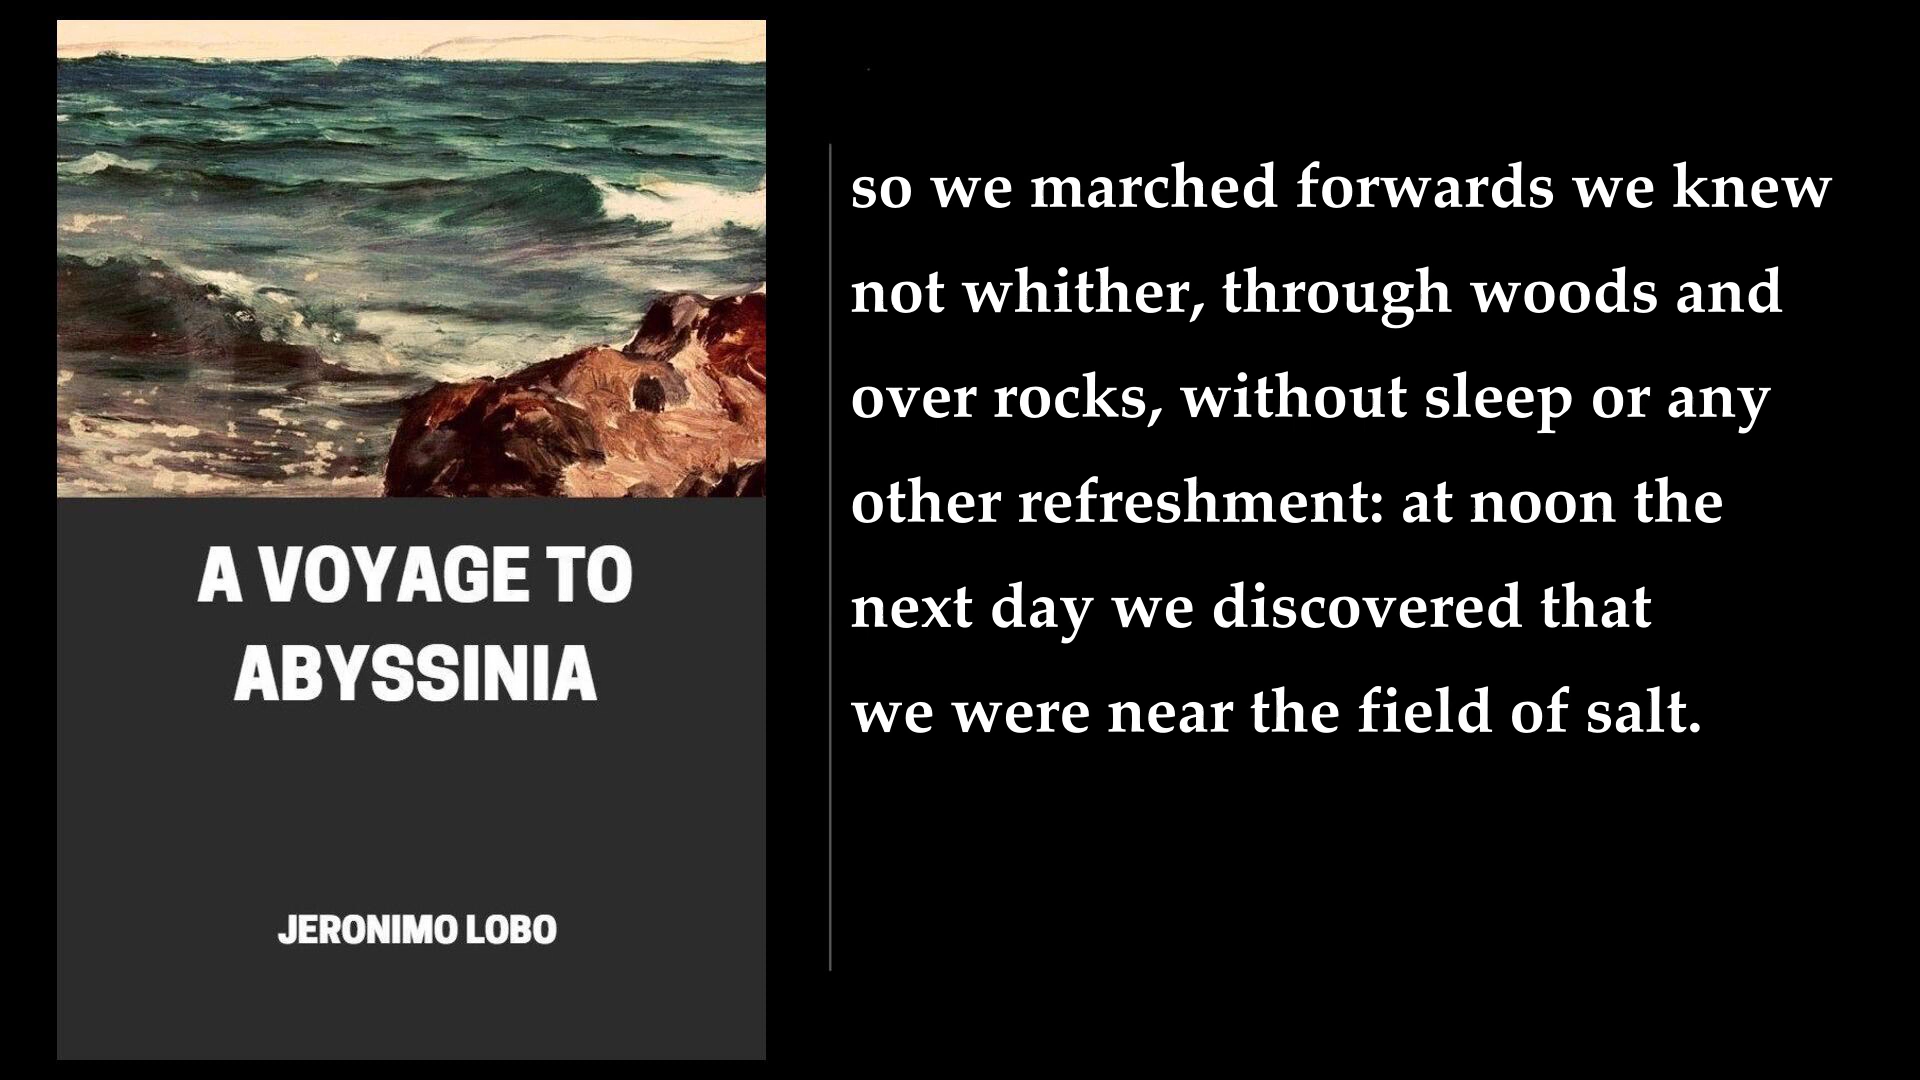 A VOYAGE TO
ABYSSINIA
JERONIMO LOBO
so we marched forwards we knew
not whither, through woods and
over rocks, without sleep or any
other refreshment: at noon the
next day we discovered that
we were near the field of salt.